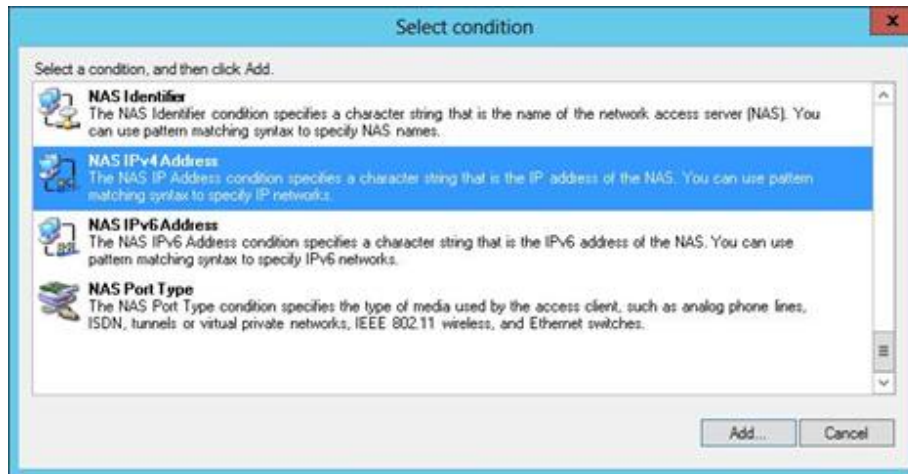 Select condition
x
Select a condition, and then click Add.
NAS Identifier
The NAS Identifier condition specifies a character string that is the name of the network access server (NAS). You
can use pattern matching syntax to specify NAS names.
NAS IPv4 Address
The NAS IP Address condition specifies a character string that is the IP address of the NAS. You can use pattern
matching syntax to specify IP networks.
NAS IPv6 Address
The NAS IPv6 Address condition specifies a character string that is the IPv6 address of the NAS. You can use
pattern matching syntax to specify IPv6 networks.
NAS Port Type
The NAS Port Type condition specifies the type of media used by the access client, such as analog phone lines,
ISDN, tunnels or virtual private networks, IEEE 802.11 wireless, and Ethernet switches.
Add... Cancel